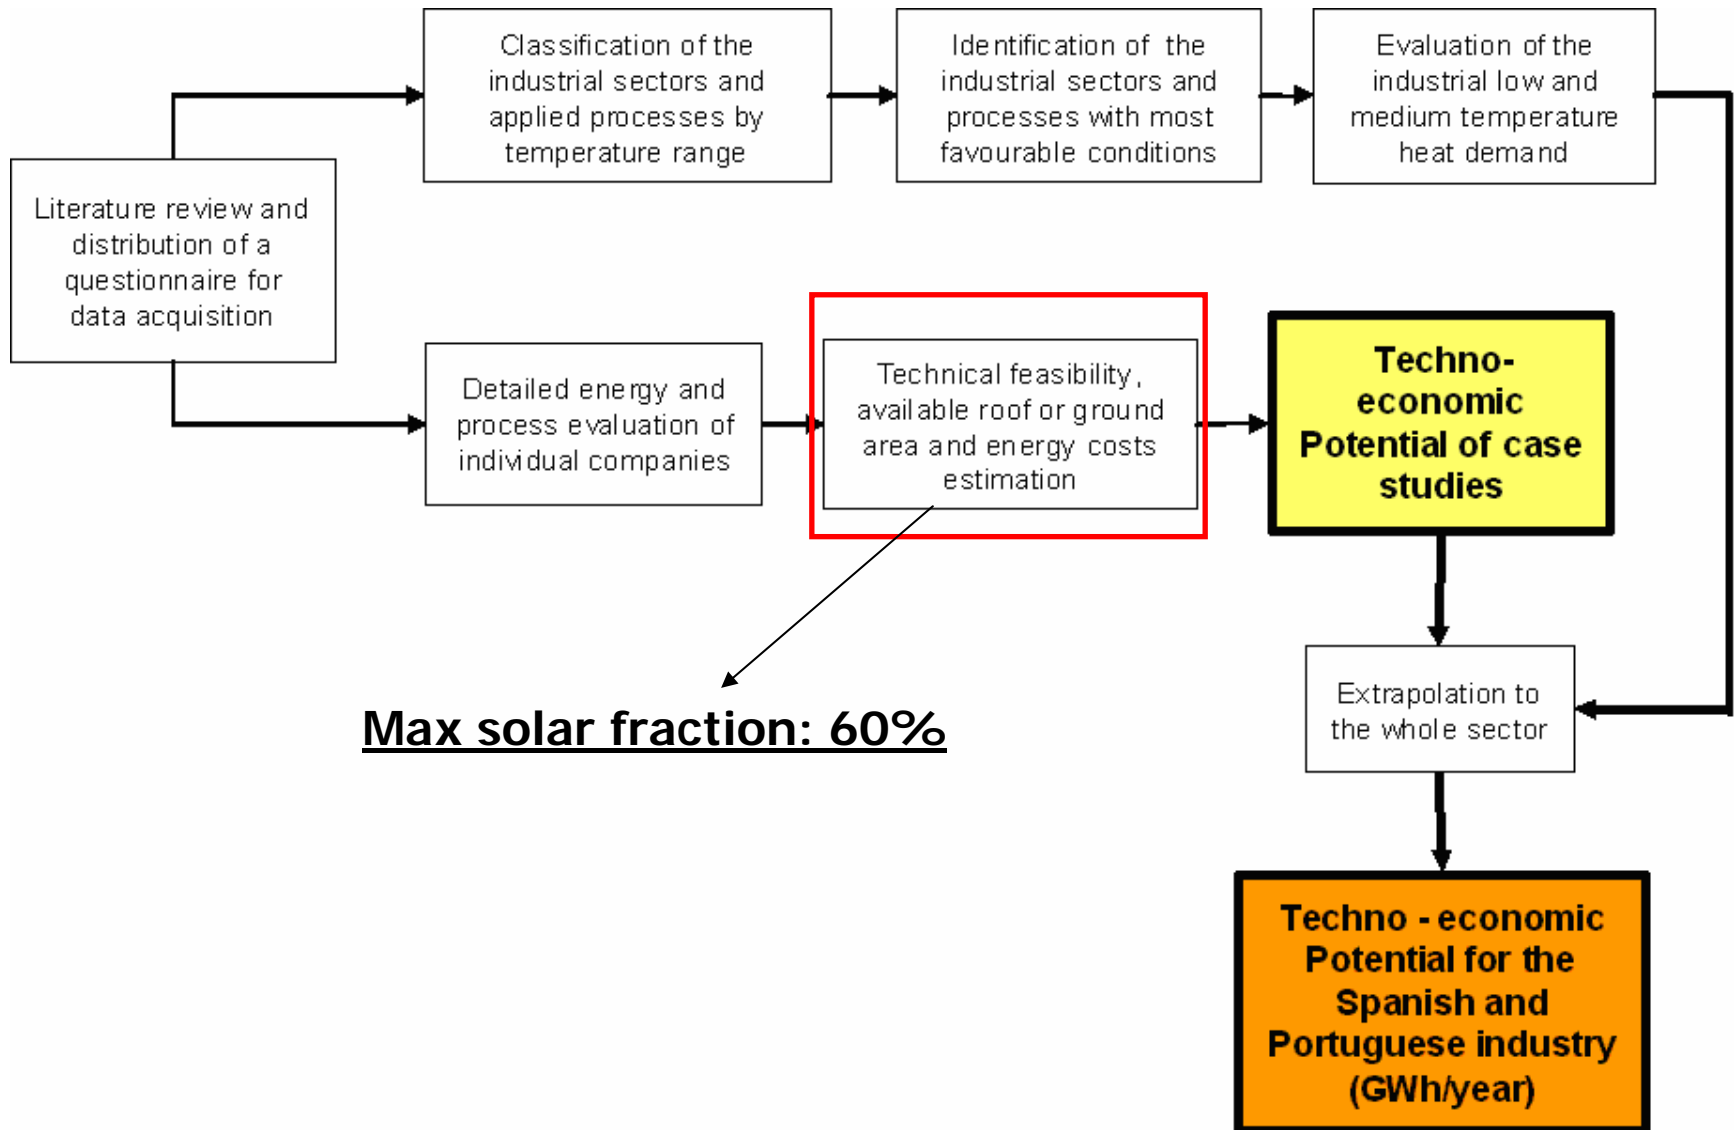 Classification of the
industrial sectors and
applied processes by
temperature range
Identification of the
industrial sectors and
processes with most
favourable conditions
Evaluation of the
industrial low and
medium temperature
heat demand
Literature review and
distribution of a
questionnaire for
data acquisition
Detailed energy and
process evaluation of
individual companies
Technical feasibility,
available roof or ground
area and energy costs
estimation
Techno-
economic
Potential of case
studies
Max solar fraction: 60%
Extrapolation to
the whole sector
Techno - economic
Potential for the
Spanish and
Portuguese industry
(GWh/year)